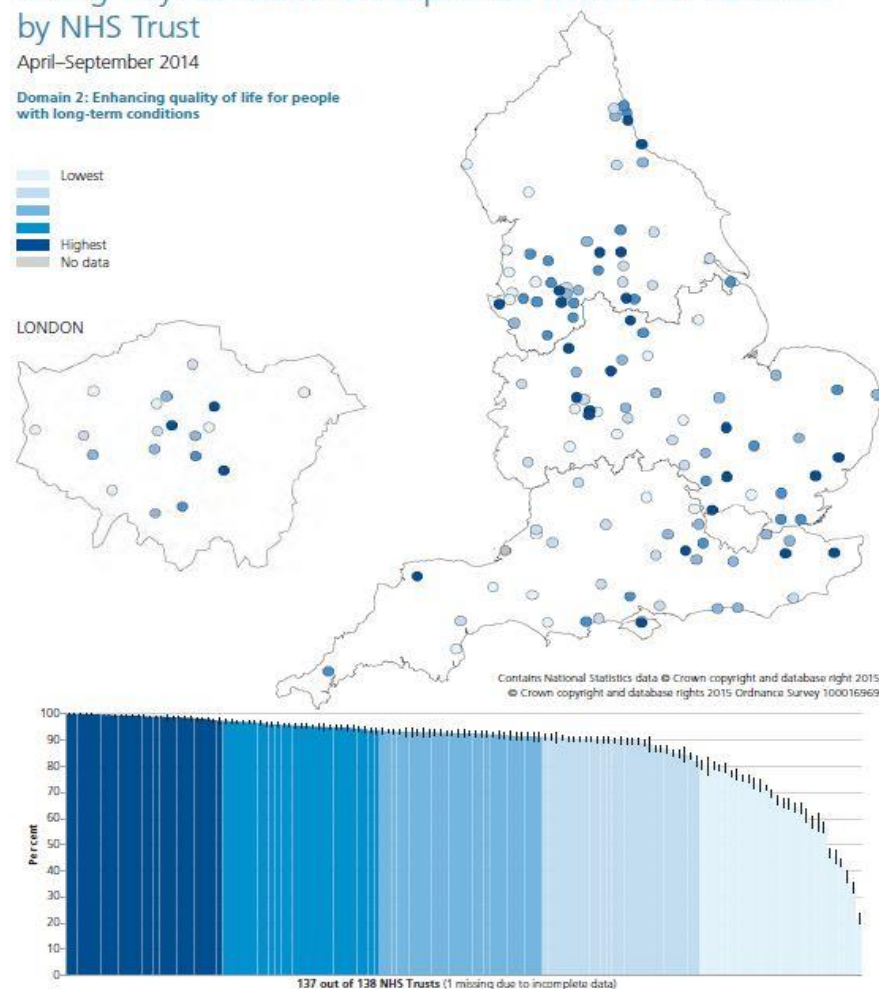 by NHS Trust
April–September 2014
Domain 2: Enhancing quality of life for people
with long-term conditions
Lowest
Highest
No data
LONDON
Contains National Statistics data © Crown copyright and database right 2015
© Crown copyright and database rights 2015 Ordnance Survey 100016969
100
90
80
70
60
50
40
30
20
10
0
Percent
137 out of 138 NHS Trusts (1 missing due to incomplete data)